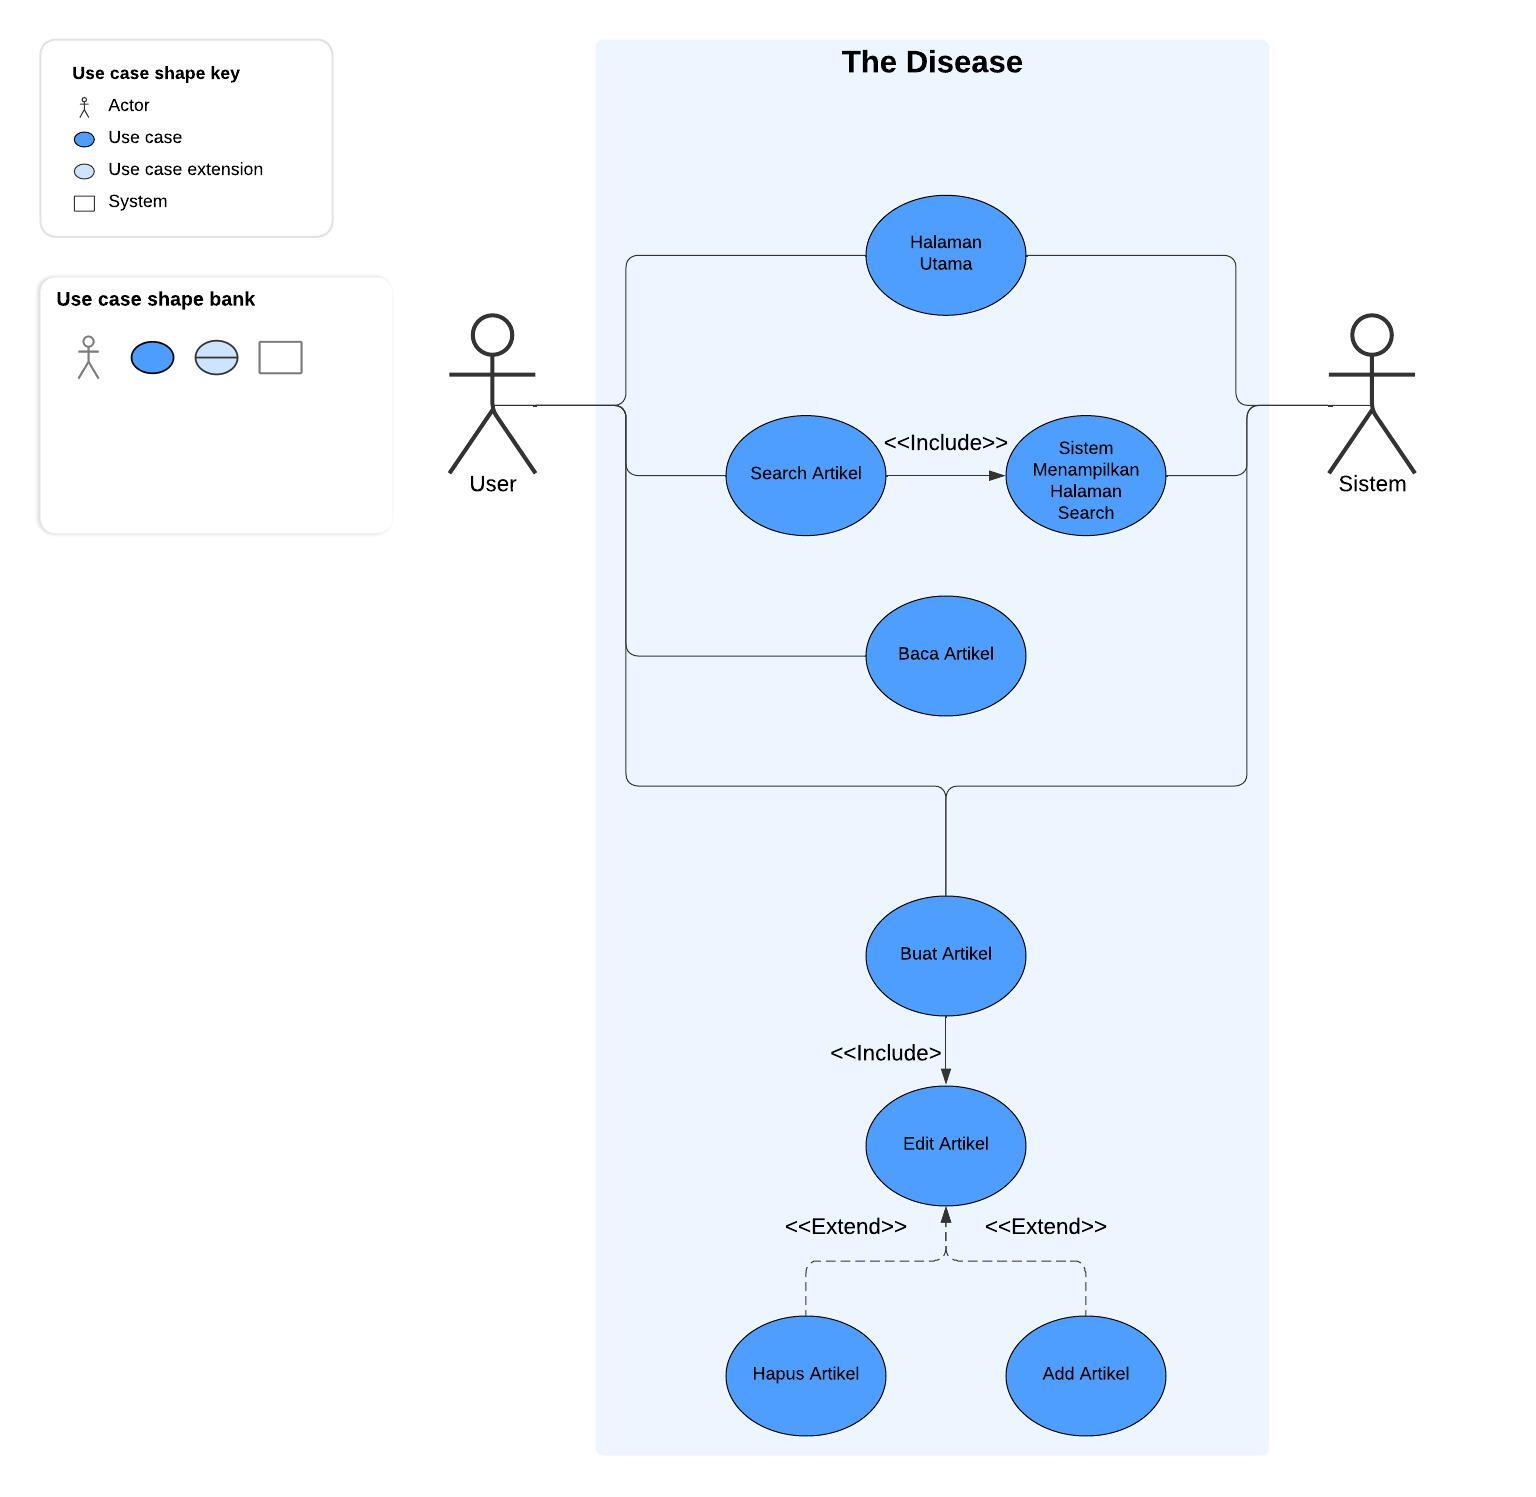 Use case shape key
Actor
Use case
Use case extension
System
Use case shape bank
The Disease
Halaman
Utama
User
Search Artikel
<<Include>>
Sistem
Menampilkan
Halaman
Search
Sistem
Baca Artikel
Buat Artikel
<<Include>
Edit Artikel
<<Extend>>
<<Extend>>
Hapus Artikel
Add Artikel